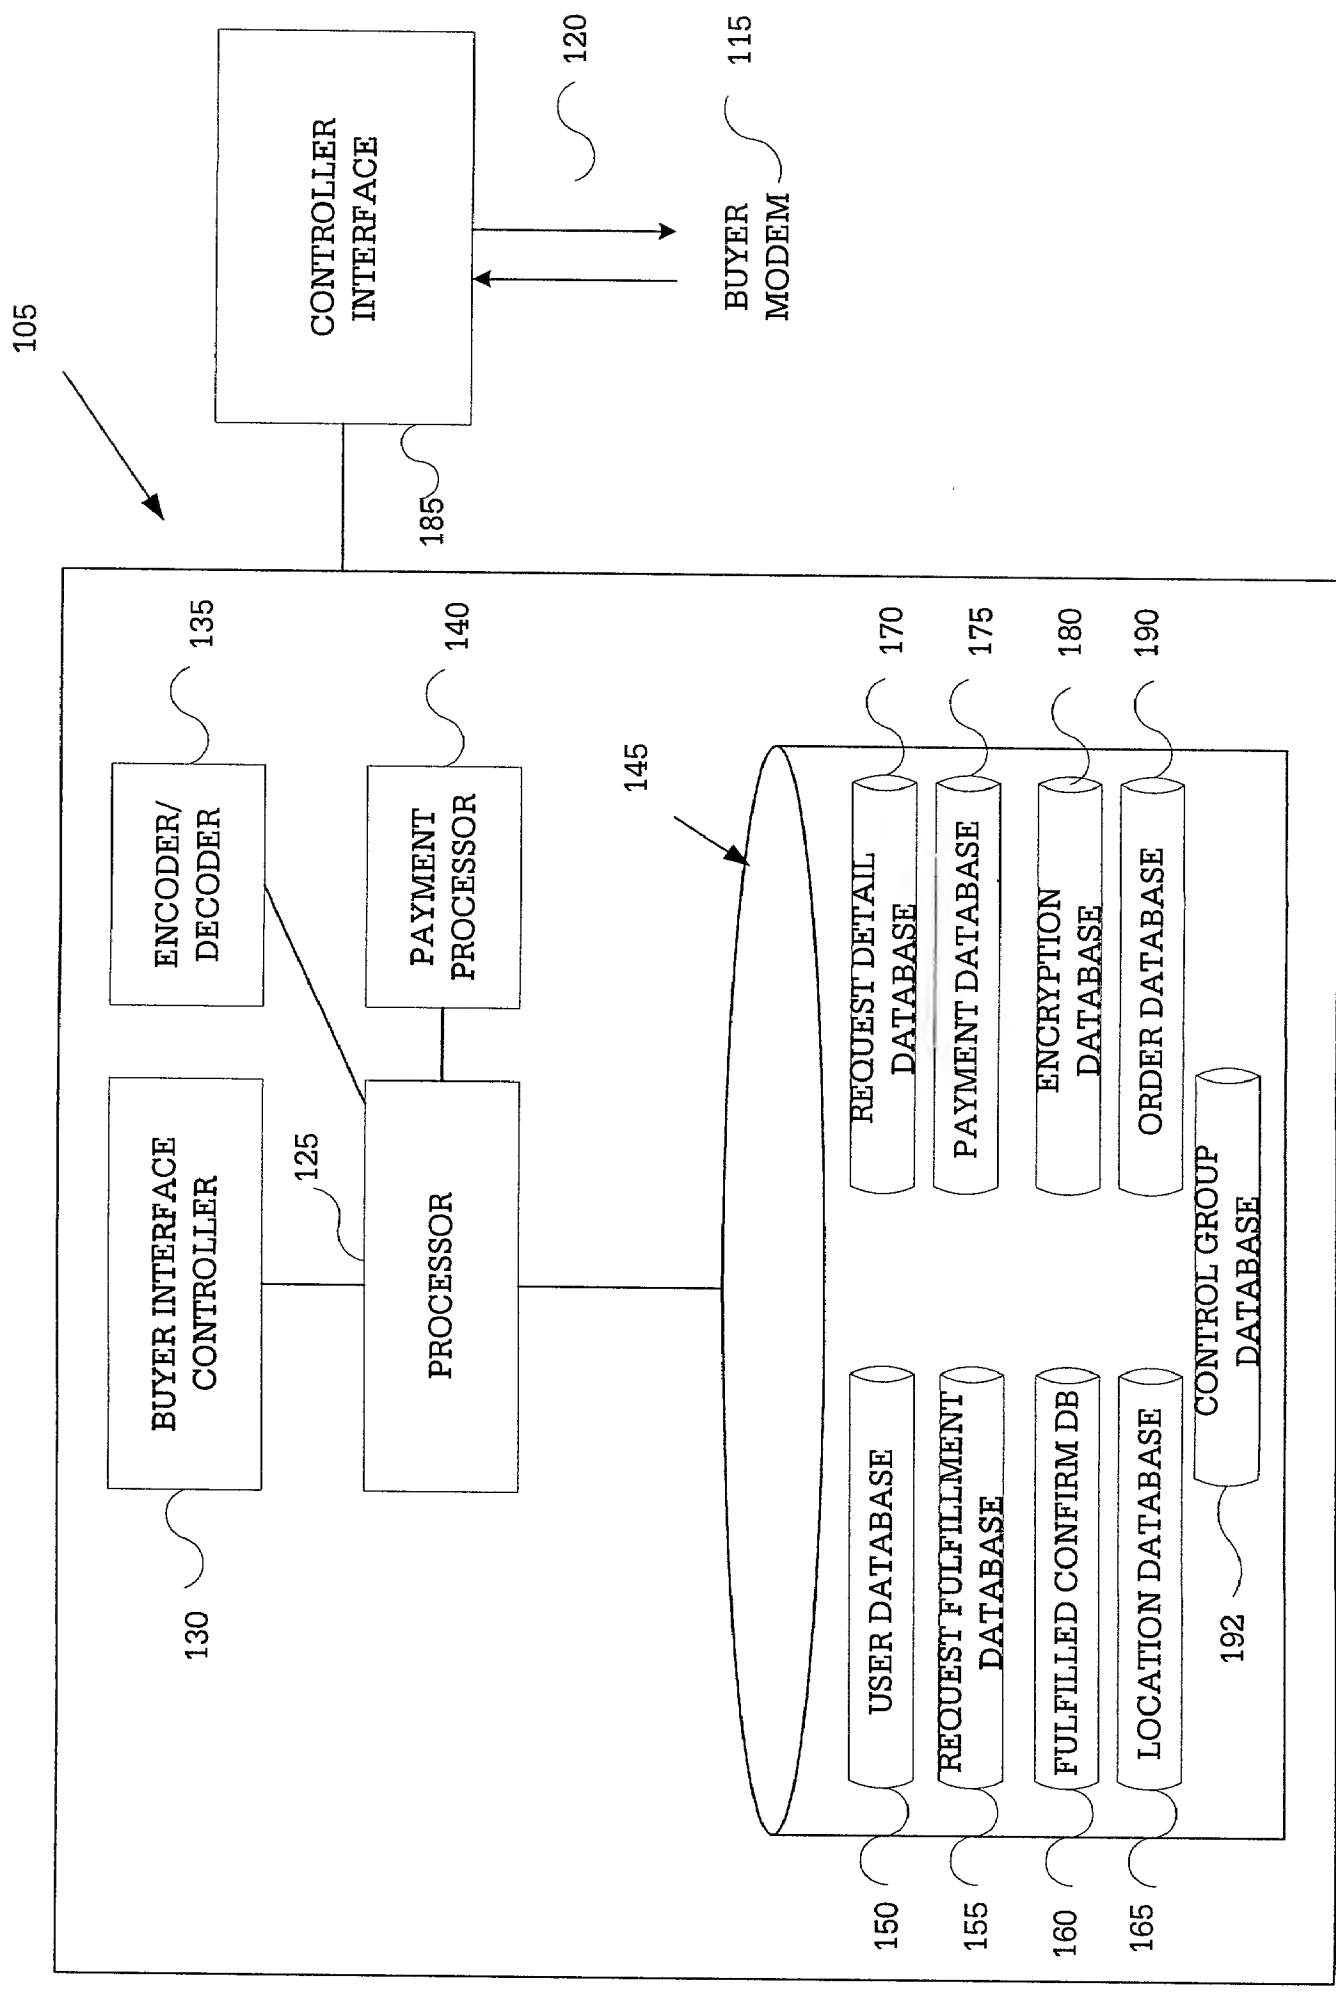 105
BUYER INTERFACE
CONTROLLER
130
ENCODER/
DECODER
135
125
PROCESSOR
PAYMENT
PROCESSOR
140
CONTROLLER
INTERFACE
185
120
BUYER
MODEM
115
145
150
USER DATABASE
REQUEST DETAIL
DATABASE
170
155
REQUEST FULFILLMENT
DATABASE
PAYMENT DATABASE
175
160
FULFILLED CONFIRM DB
ENCRYPTION
DATABASE
180
165
LOCATION DATABASE
ORDER DATABASE
190
192
CONTROL GROUP
DATABASE